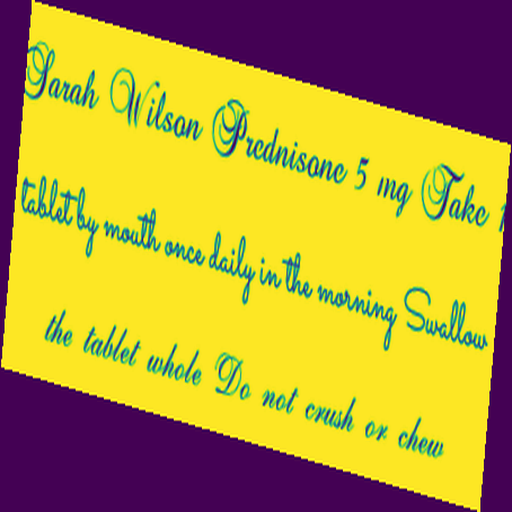 Sarah Wilson Prednisone 5 mg Take 1
tablet by mouth once daily in the morning Swallow
the tablet whole Do not crush or chew